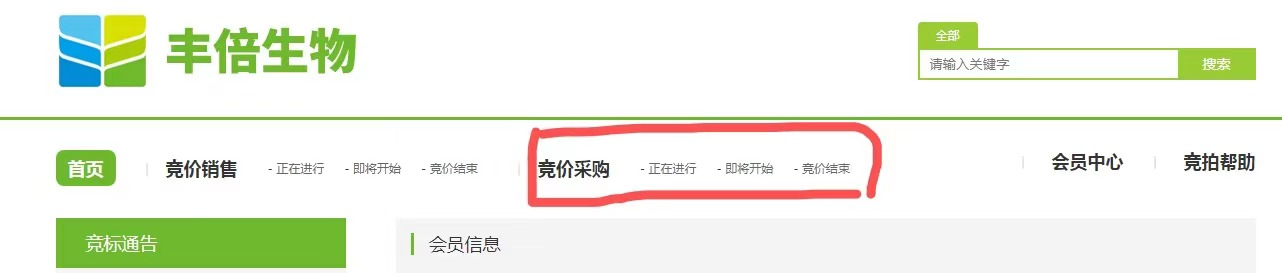 丰倍生物
全部
请输入关键字 搜索
首页 竞价销售 - 正在进行 - 即将开始 - 竞价结束 竞价采购 - 正在进行 - 即将开始 - 竞价结束 会员中心 竞拍帮助
竞标通告 会员信息